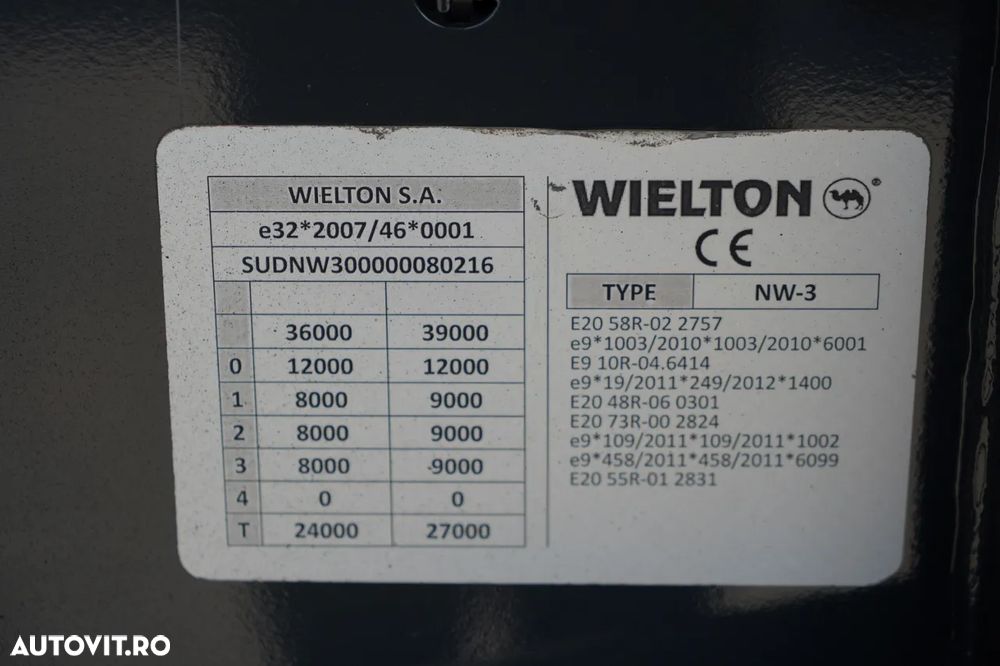 WIELTON S.A.
e32*2007/46*0001
SUDNW300000080216
36000 39000
0 12000 12000
1 8000 9000
2 8000 9000
3 8000 9000
4 0 0
T 24000 27000
WIELTON ®
CE
TYPE NW-3
E20 58R-02 2757
e9*1003/2010*1003/2010*6001
E9 10R-04.6414
e9*19/2011*249/2012*1400
E20 48R-06 0301
E20 73R-00 2824
e9*109/2011*109/2011*1002
e9*458/2011*458/2011*6099
E20 55R-01 2831
AUTOVIT.RO